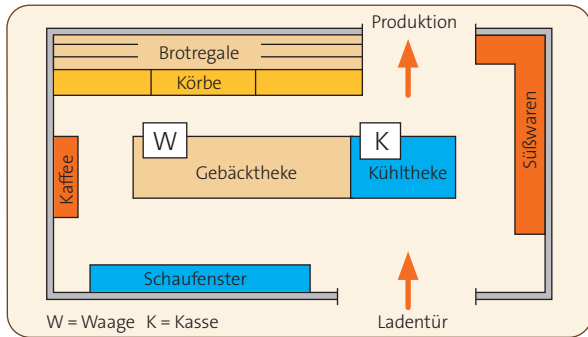 Produktion
Brotregale
Körbe
Süßwaren
W
K
Kaffee
Gebäcktheke
Kühltheke
Schaufenster
W = Waage K = Kasse
Ladentür